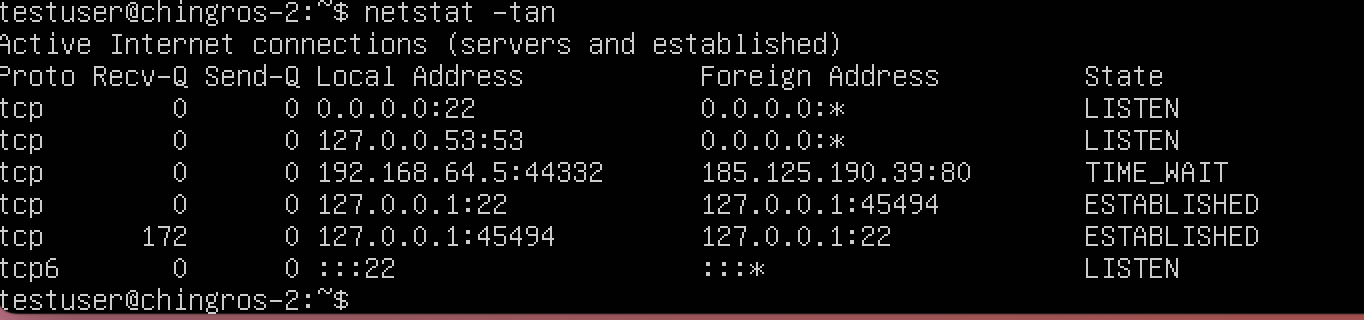 testuser@chingros-2:~$ netstat -tan
Active Internet connections (servers and established)
Proto Recv-Q Send-Q Local Address           Foreign Address         State
tcp        0      0 0.0.0.0:22              0.0.0.0:*               LISTEN
tcp        0      0 127.0.0.53:53           0.0.0.0:*               LISTEN
tcp        0      0 192.168.64.5:44332      185.125.190.39:80       TIME_WAIT
tcp        0      0 127.0.0.1:22            127.0.0.1:45494         ESTABLISHED
tcp      172      0 127.0.0.1:45494         127.0.0.1:22            ESTABLISHED
tcp6       0      0 :::22                   :::*                    LISTEN
testuser@chingros-2:~$